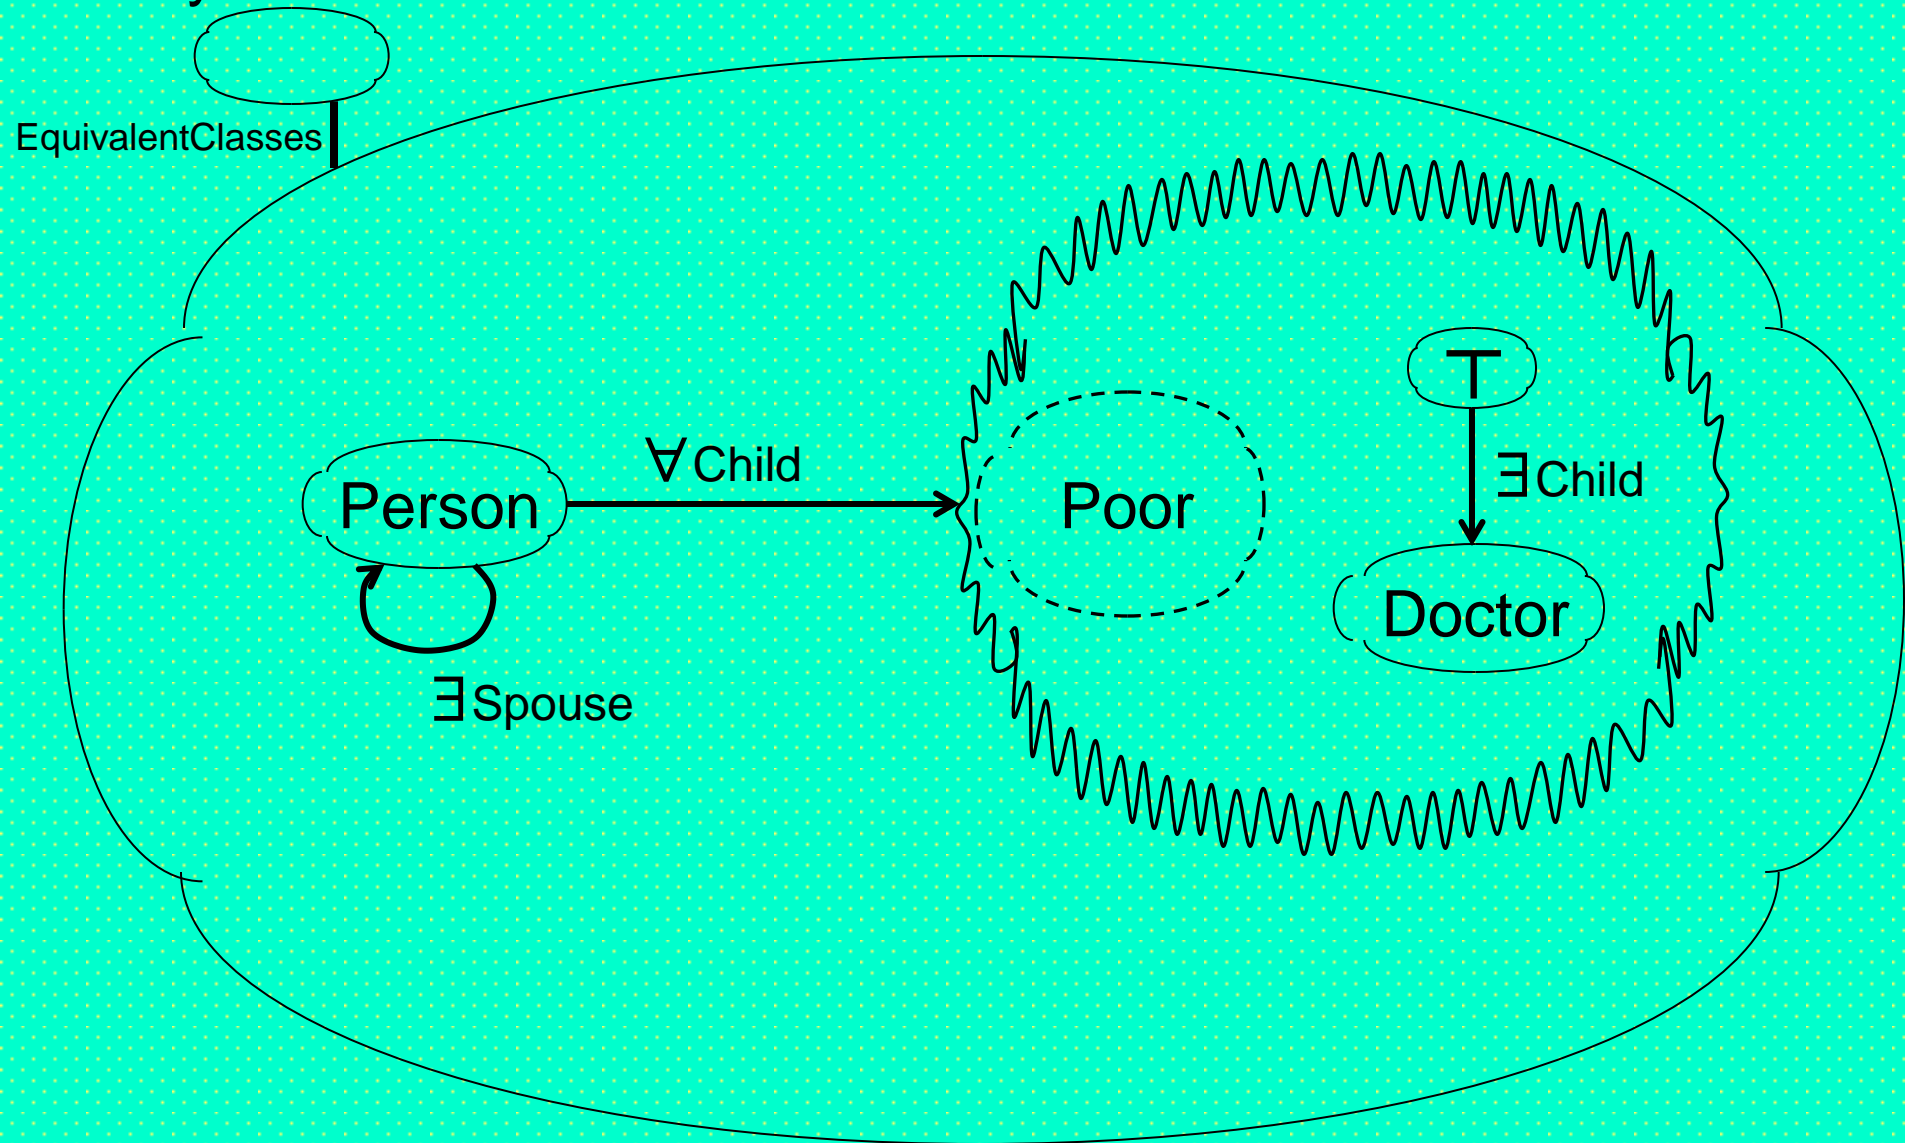 EquivalentClasses
⊤
∀Child
∃Child
Person
Poor
Doctor
∃Spouse